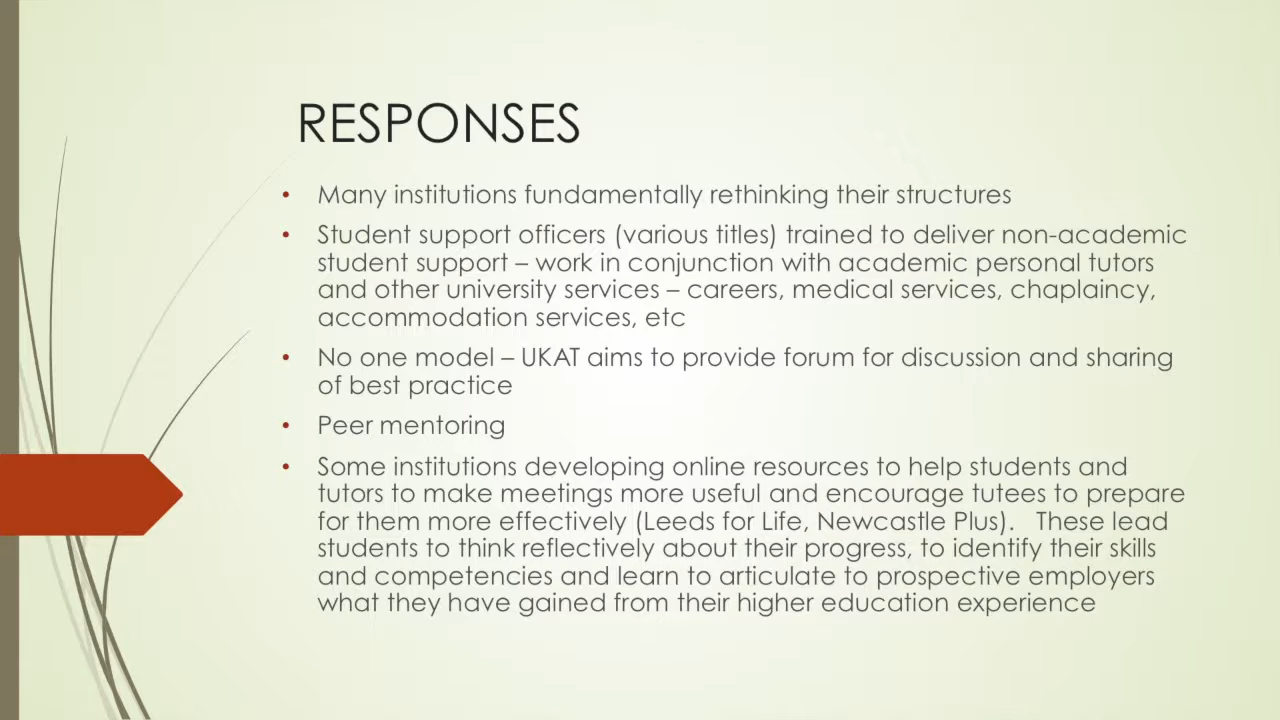 RESPONSES
• Many institutions fundamentally rethinking their structures
• Student support officers (various titles) trained to deliver non-academic
student support – work in conjunction with academic personal tutors
and other university services – careers, medical services, chaplaincy,
accommodation services, etc
• No one model – UKAT aims to provide forum for discussion and sharing
of best practice
• Peer mentoring
• Some institutions developing online resources to help students and
tutors to make meetings more useful and encourage tutees to prepare
for them more effectively (Leeds for Life, Newcastle Plus).   These lead
students to think reflectively about their progress, to identify their skills
and competencies and learn to articulate to prospective employers
what they have gained from their higher education experience